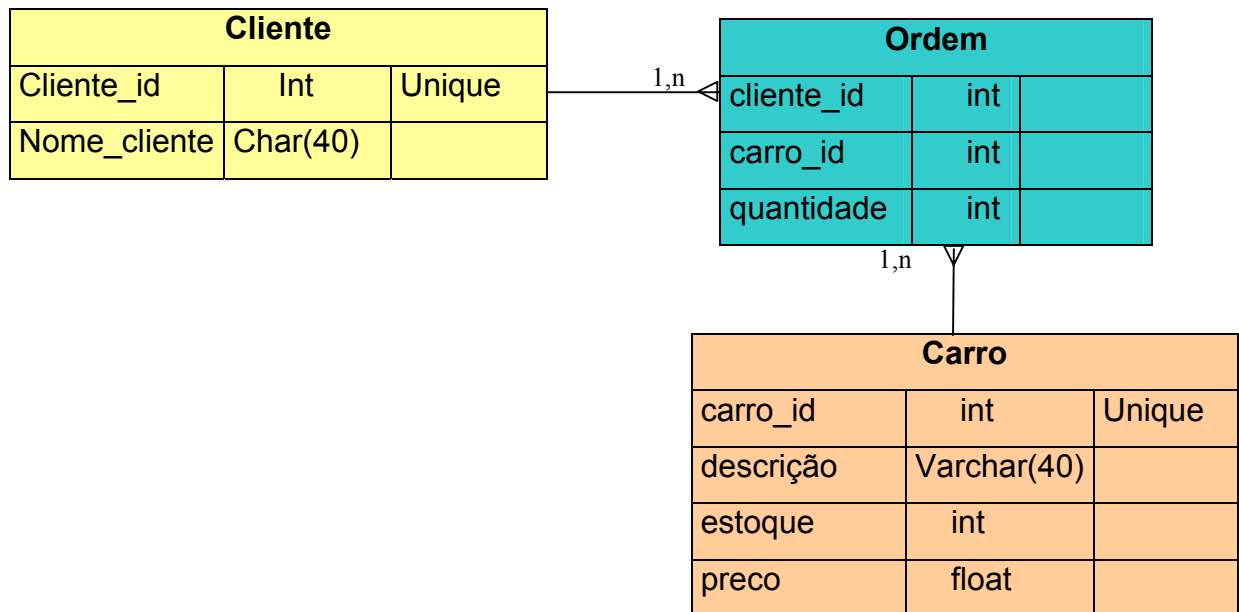 Cliente
Cliente_id Int Unique
Nome_cliente Char(40)
1,n
Ordem
cliente_id int
carro_id int
quantidade int
1,n
Carro
carro_id int Unique
descrição Varchar(40)
estoque int
preco float